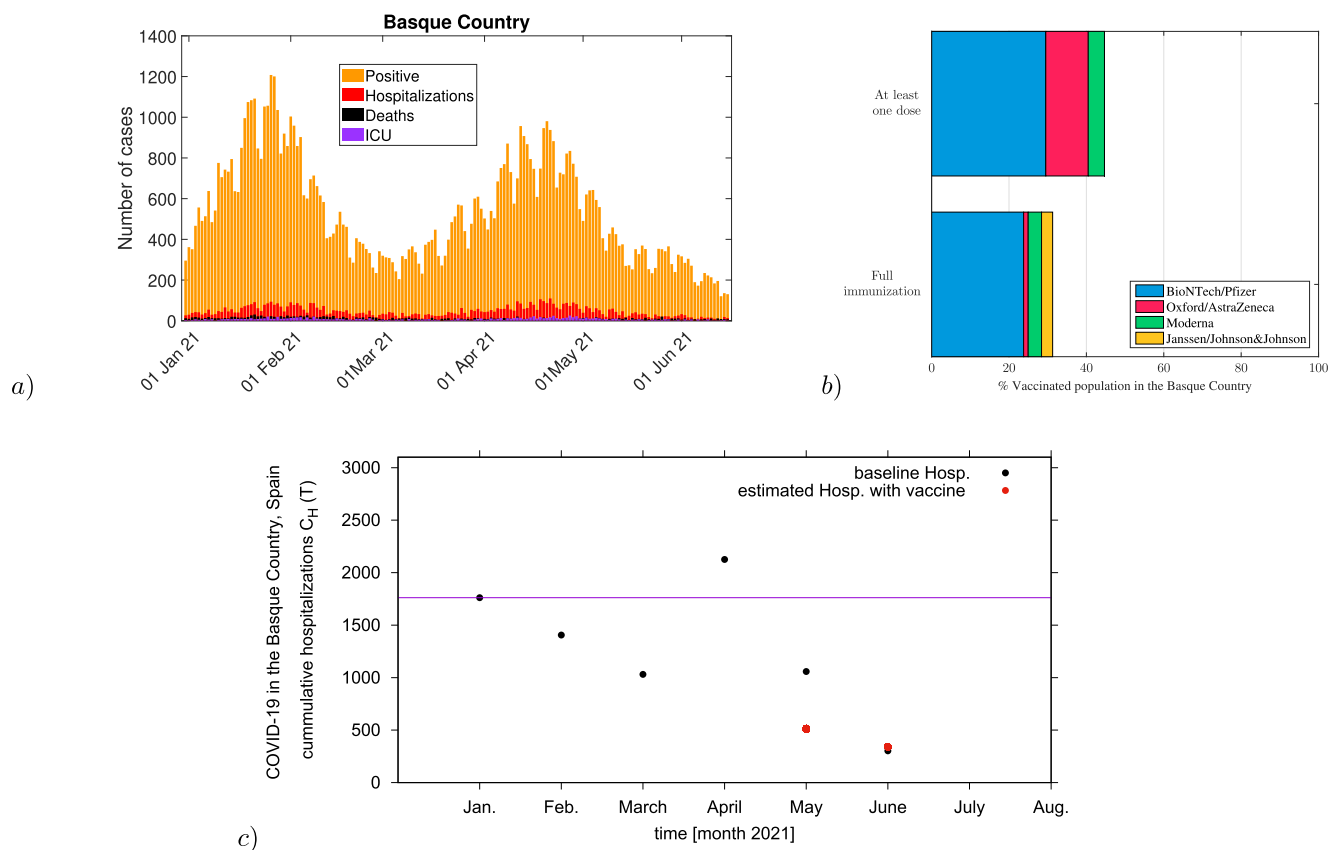 Basque Country
1400
1200
1000
800
600
400
200
0
Number of cases
Positive
Hospitalizations
Deaths
ICU
01 Jan 21
01 Feb 21
01Mar 21
01 Apr 21
01May 21
01 Jun 21
a)
At least
one dose
Full
immunization
BioNTech/Pfizer
Oxford/AstraZeneca
Moderna
Janssen/Johnson&Johnson
0 20 40 60 80 100
% Vaccinated population in the Basque Country
b)
COVID-19 in the Basque Country, Spain
cummulative hospitalizations C_H (T)
3000
2500
2000
1500
1000
500
0
baseline Hosp.
estimated Hosp. with vaccine
Jan. Feb. March April May June July Aug.
time [month 2021]
c)